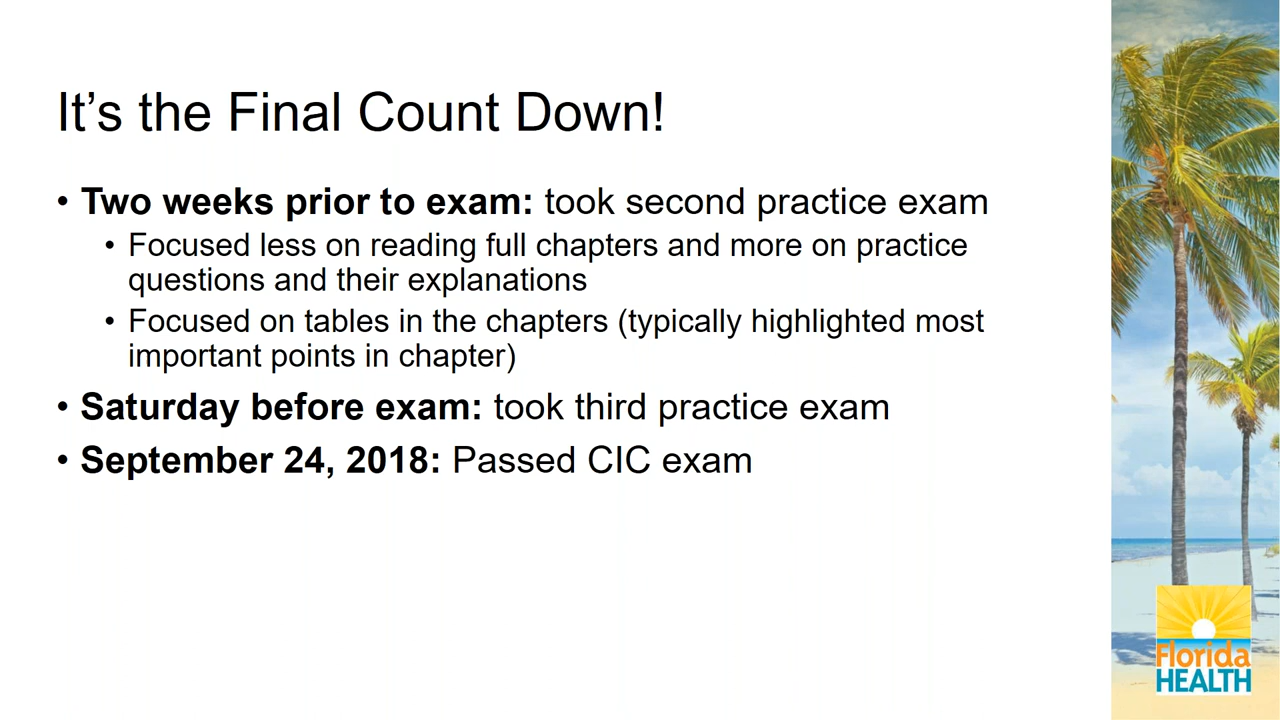 It’s the Final Count Down!
• Two weeks prior to exam: took second practice exam
• Focused less on reading full chapters and more on practice
questions and their explanations
• Focused on tables in the chapters (typically highlighted most
important points in chapter)
• Saturday before exam: took third practice exam
• September 24, 2018: Passed CIC exam
Florida
HEALTH